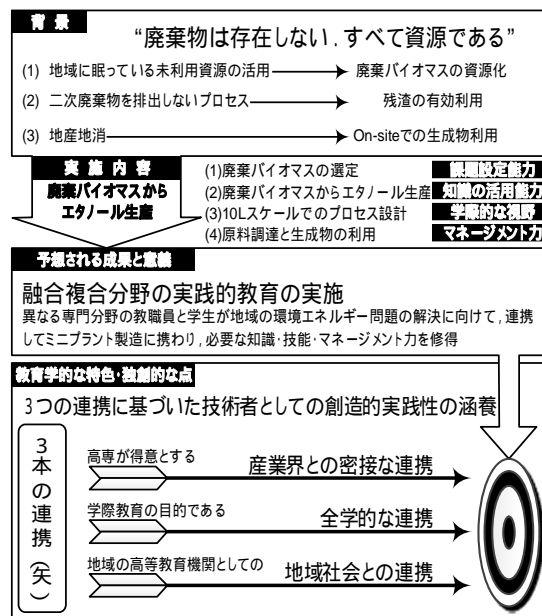 背 景
“廃棄物は存在しない．すべて資源である”
(1) 地域に眠っている未利用資源の活用 廃棄バイオマスの資源化
(2) 二次廃棄物を排出しないプロセス 残渣の有効利用
(3) 地産地消 On-siteでの生成物利用
実 施 内 容
廃棄バイオマスから
エタノール生産
(1)廃棄バイオマスの選定 課題設定能力
(2)廃棄バイオマスからエタノール生産 知識の活用能力
(3)10Lスケールでのプロセス設計 学際的な視野
(4)原料調達と生成物の利用 マネージメント力
予想される成果と意義
融合複合分野の実践的教育の実施
異なる専門分野の教職員と学生が地域の環境エネルギー問題の解決に向けて，連携
してミニプラント製造に携わり，必要な知識・技能・マネージメント力を修得
教育学的な特色・独創的な点
3つの連携に基づいた技術者としての創造的実践性の涵養
3本の連携（矢）
高専が得意とする 産業界との密接な連携
学際教育の目的である 全学的な連携
地域の高等教育機関としての 地域社会との連携